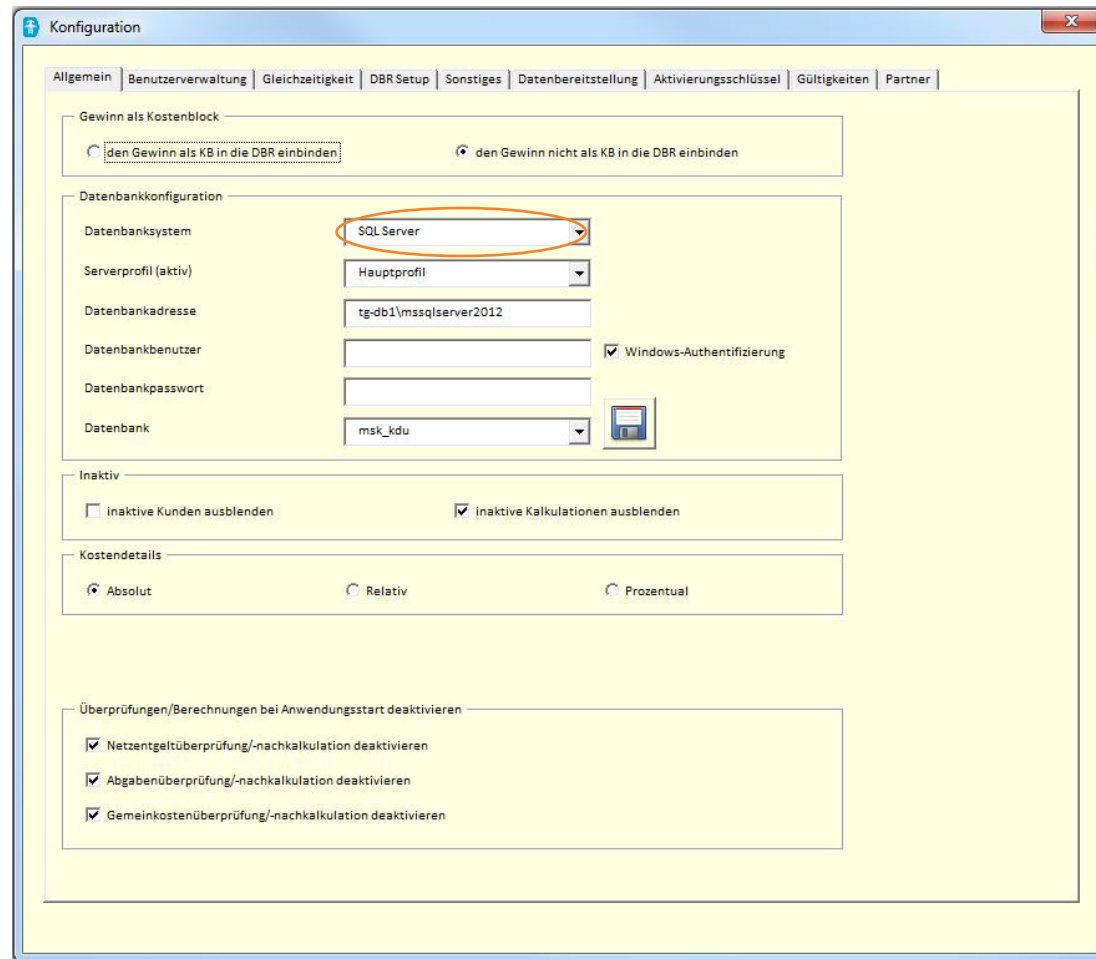 Konfiguration
Allgemein Benutzerverwaltung Gleichzeitigkeit DBR Setup Sonstiges Datenbereitstellung Aktivierungsschlüssel Gültigkeiten Partner
Gewinn als Kostenblock
den Gewinn als KB in die DBR einbinden den Gewinn nicht als KB in die DBR einbinden
Datenbankkonfiguration
Datenbanksystem SQL Server
Serverprofil (aktiv) Hauptprofil
Datenbankadresse tg-db1\mssqlserver2012
Datenbankbenutzer Windows-Authentifizierung
Datenbankpasswort
Datenbank msk_kdu
Inaktiv
inaktive Kunden ausblenden inaktive Kalkulationen ausblenden
Kostendetails
Absolut Relativ Prozentual
Überprüfungen/Berechnungen bei Anwendungsstart deaktivieren
Netzentgeltüberprüfung/-nachkalkulation deaktivieren
Abgabenüberprüfung/-nachkalkulation deaktivieren
Gemeinkostenüberprüfung/-nachkalkulation deaktivieren